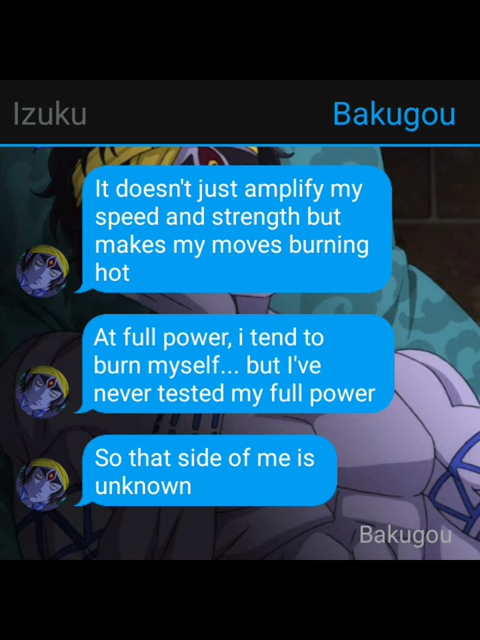 Izuku
Bakugou
It doesn't just amplify my
speed and strength but
makes my moves burning
hot
At full power, i tend to
burn myself... but I've
never tested my full power
So that side of me is
unknown
Bakugou